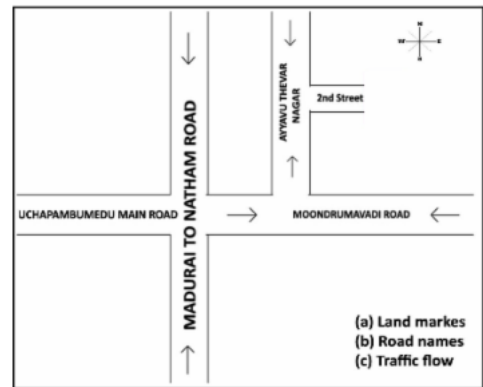 N
W E
S
MADURAI TO NATHAM ROAD
AYYAVU THEVAR
NAGAR
2nd Street
UCHAPAMBUMEDU MAIN ROAD
MOONDRUMAVADI ROAD
(a) Land markes
(b) Road names
(c) Traffic flow